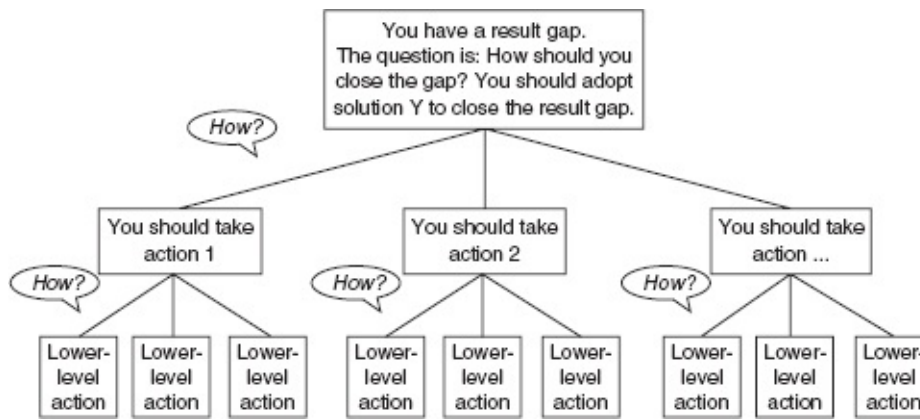 You have a result gap.
The question is: How should you
close the gap? You should adopt
solution Y to close the result gap.
How?
You should take
action 1
You should take
action 2
You should take
action ...
How?
How?
How?
Lower-
level
action
Lower-
level
action
Lower-
level
action
Lower-
level
action
Lower-
level
action
Lower-
level
action
Lower-
level
action
Lower-
level
action
Lower-
level
action